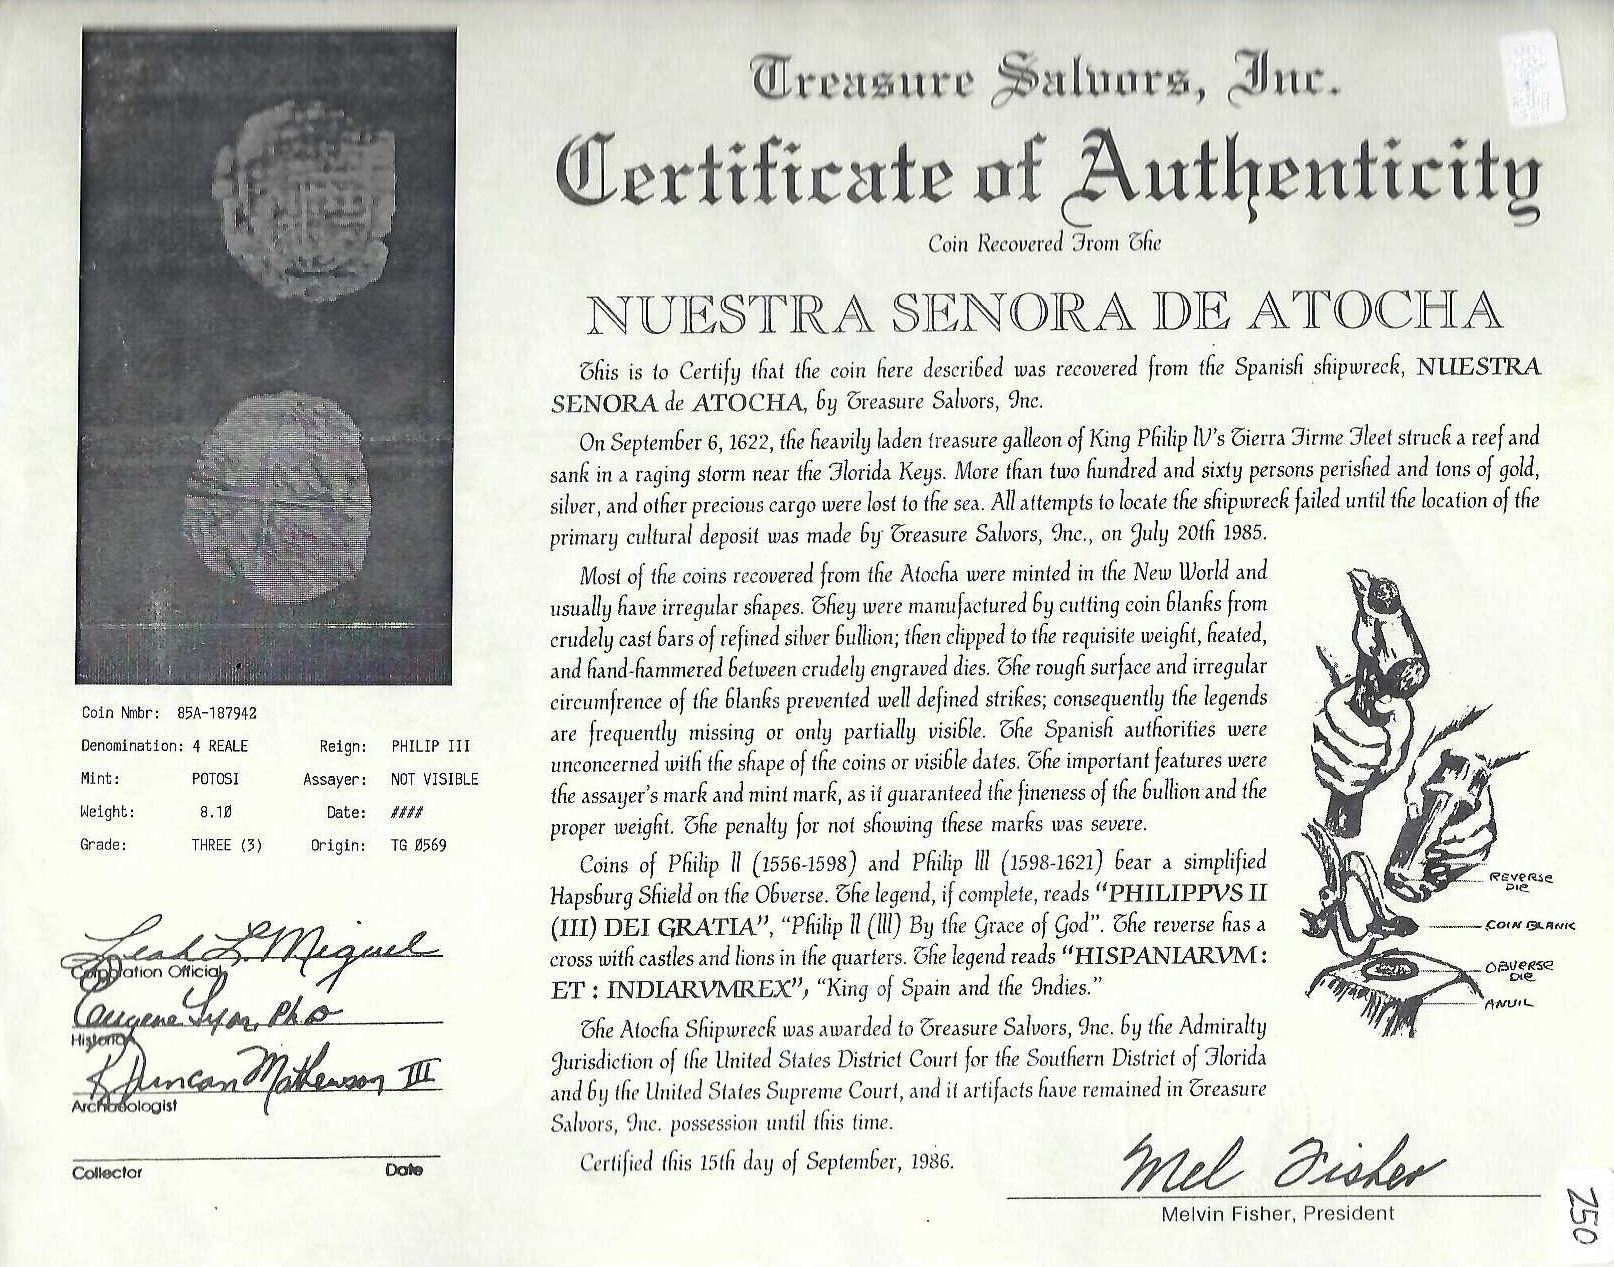 Treasure Salvors, Inc.
Certificate of Authenticity
Coin Recovered From The
NUESTRA SENORA DE ATOCHA
This is to Certify that the coin here described was recovered from the Spanish shipwreck, NUESTRA
SENORA de ATOCHA, by Treasure Salvors, Inc.
On September 6, 1622, the heavily laden treasure galleon of King Philip IV's Tierra Firme Fleet struck a reef and
sank in a raging storm near the Florida Keys. More than two hundred and sixty persons perished and tons of gold,
silver, and other precious cargo were lost to the sea. All attempts to locate the shipwreck failed until the location of the
primary cultural deposit was made by Treasure Salvors, Inc., on July 20th 1985.
Most of the coins recovered from the Atocha were minted in the New World and
usually have irregular shapes. They were manufactured by cutting coin blanks from
crudely cast bars of refined silver bullion; then clipped to the requisite weight, heated,
and hand-hammered between crudely engraved dies. The rough surface and irregular
circumfrence of the blanks prevented well defined strikes; consequently the legends
are frequently missing or only partially visible. The Spanish authorities were
unconcerned with the shape of the coins or visible dates. The important features were
the assayer's mark and mint mark, as it guaranteed the fineness of the bullion and the
proper weight. The penalty for not showing these marks was severe.
Coins of Philip II (1556-1598) and Philip III (1598-1621) bear a simplified
Hapsburg Shield on the Obverse. The legend, if complete, reads "PHILIPPVS II
(III) DEI GRATIA", "Philip II (III) By the Grace of God". The reverse has a
cross with castles and lions in the quarters. The legend reads "HISPANIARVM :
ET : INDIARVMREX", "King of Spain and the Indies."
The Atocha Shipwreck was awarded to Treasure Salvors, Inc. by the Admiralty
Jurisdiction of the United States District Court for the Southern District of Florida
and by the United States Supreme Court, and it artifacts have remained in Treasure
Salvors, Inc. possession until this time.
Certified this 15th day of September, 1986.
Mel Fisher
Melvin Fisher, President
REVERSE
DIE
COIN BLANK
OBVERSE
DIE
ANVIL
Coin Nmbr: 85A-187942
Denomination: 4 REALE Reign: PHILIP III
Mint: POTOSI Assayer: NOT VISIBLE
Weight: 8.10 Date: ####
Grade: THREE (3) Origin: TG 0569
Leah L. Miguel
Corporation Official
Eugene Lyon, PhD
Historian
R Duncan Mathewson III
Archaeologist
Collector Date
250